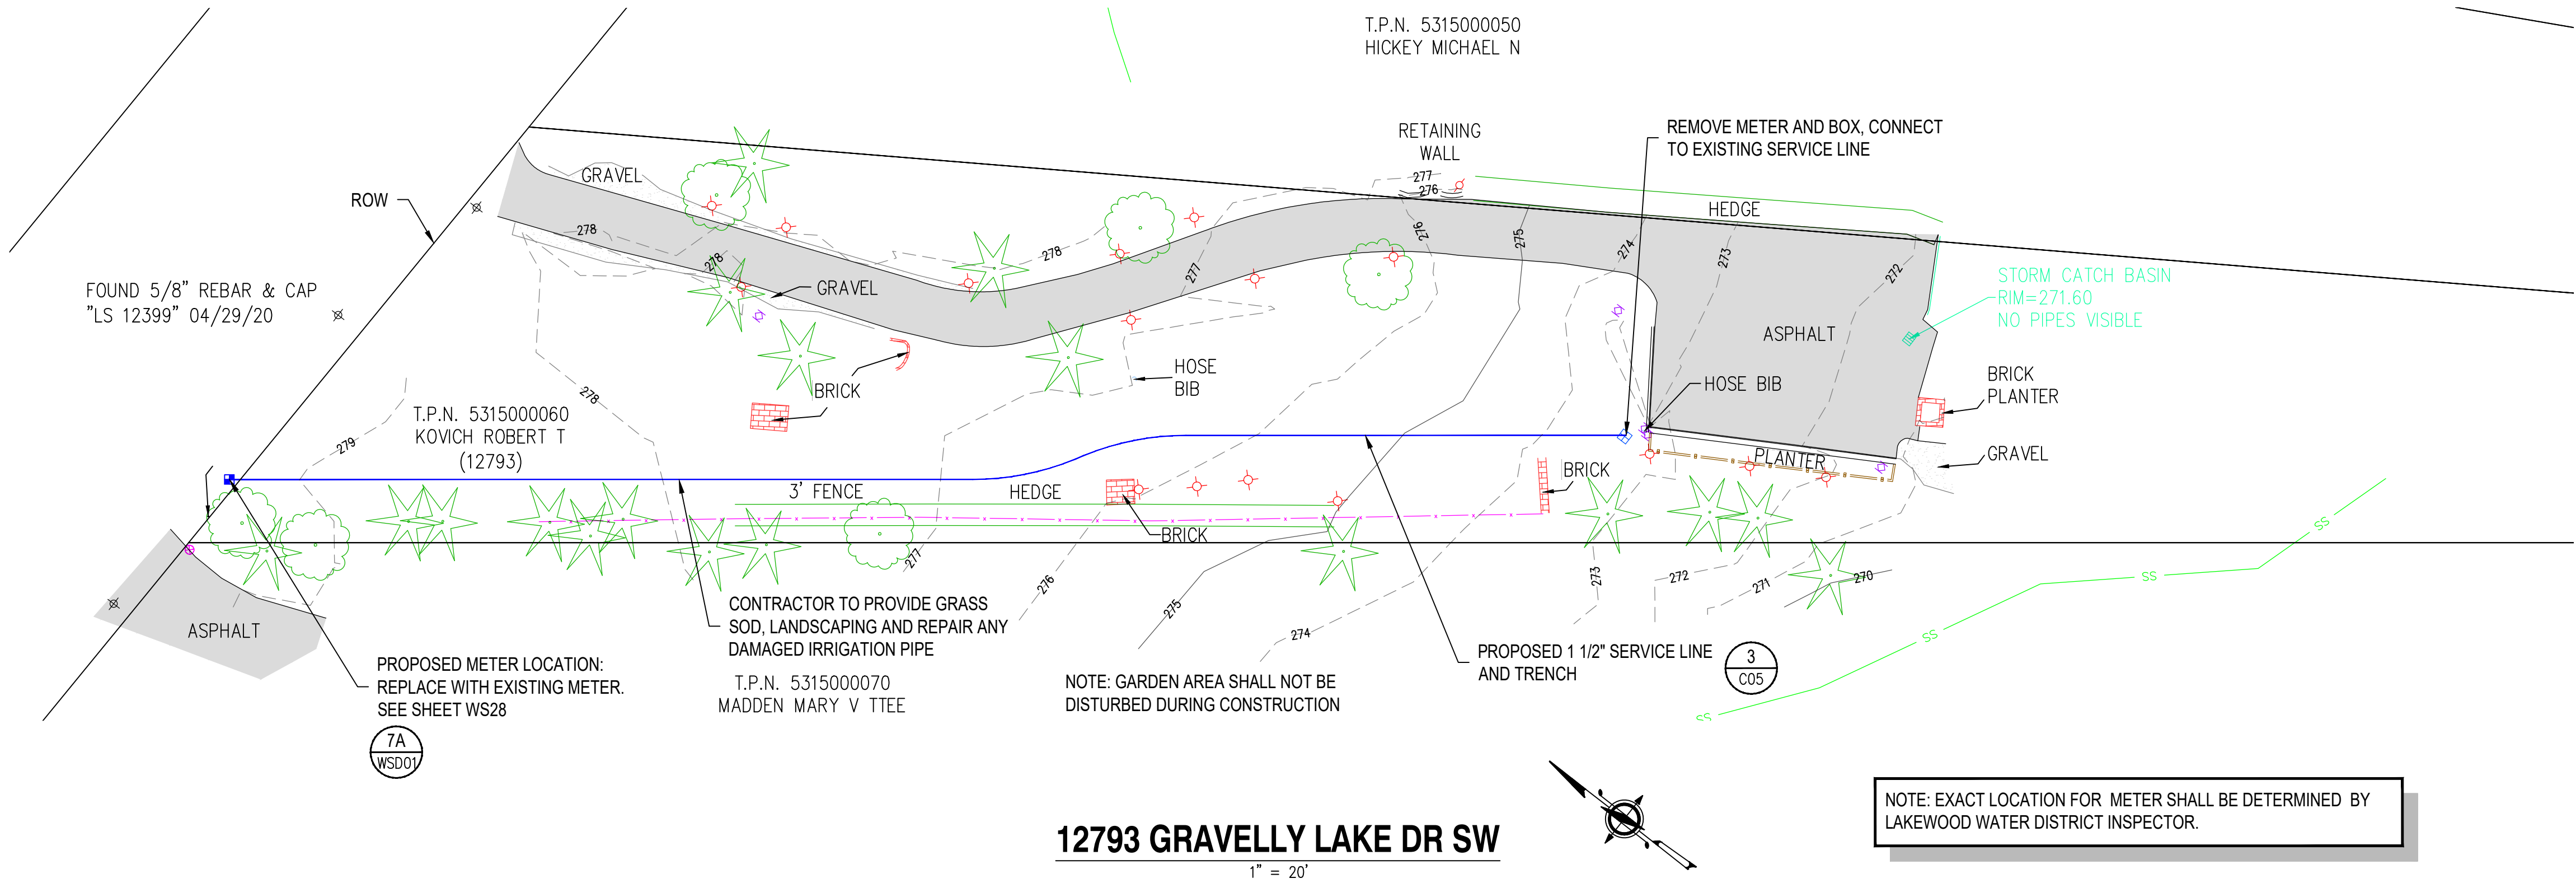 T.P.N. 5315000050
HICKEY MICHAEL N
RETAINING
WALL
REMOVE METER AND BOX, CONNECT
TO EXISTING SERVICE LINE
GRAVEL
277
276
ROW
HEDGE
278
278
278
276
275
274
273
272
277
STORM CATCH BASIN
RIM=271.60
NO PIPES VISIBLE
FOUND 5/8" REBAR & CAP
"LS 12399" 04/29/20
GRAVEL
ASPHALT
HOSE
BIB
HOSE BIB
BRICK
PLANTER
BRICK
278
T.P.N. 5315000060
KOVICH ROBERT T
(12793)
279
GRAVEL
PLANTER
BRICK
3' FENCE
HEDGE
BRICK
SS
277
276
275
274
273
272
271
270
SS
SS
SS
ASPHALT
CONTRACTOR TO PROVIDE GRASS
SOD, LANDSCAPING AND REPAIR ANY
DAMAGED IRRIGATION PIPE
PROPOSED METER LOCATION:
REPLACE WITH EXISTING METER.
SEE SHEET WS28
7A
WSD01
T.P.N. 5315000070
MADDEN MARY V TTEE
NOTE: GARDEN AREA SHALL NOT BE
DISTURBED DURING CONSTRUCTION
PROPOSED 1 1/2" SERVICE LINE
AND TRENCH
3
C05
12793 GRAVELLY LAKE DR SW
1" = 20'
NOTE: EXACT LOCATION FOR METER SHALL BE DETERMINED BY
LAKEWOOD WATER DISTRICT INSPECTOR.